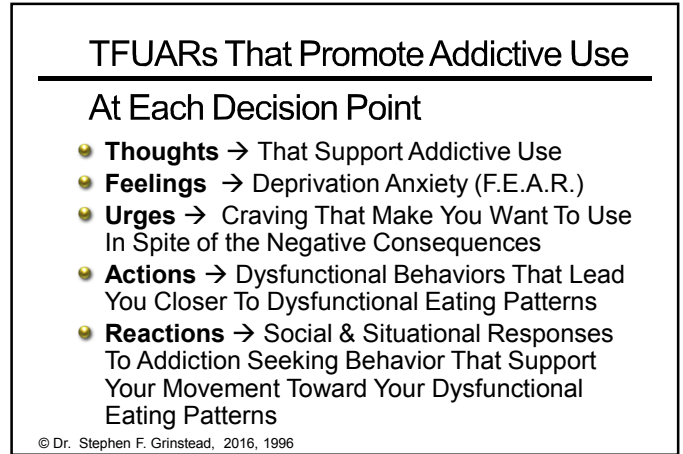 TFUARs That Promote Addictive Use
At Each Decision Point
Thoughts → That Support Addictive Use
Feelings → Deprivation Anxiety (F.E.A.R.)
Urges → Craving That Make You Want To Use
In Spite of the Negative Consequences
Actions → Dysfunctional Behaviors That Lead
You Closer To Dysfunctional Eating Patterns
Reactions → Social & Situational Responses
To Addiction Seeking Behavior That Support
Your Movement Toward Your Dysfunctional
Eating Patterns
© Dr. Stephen F. Grinstead, 2016, 1996